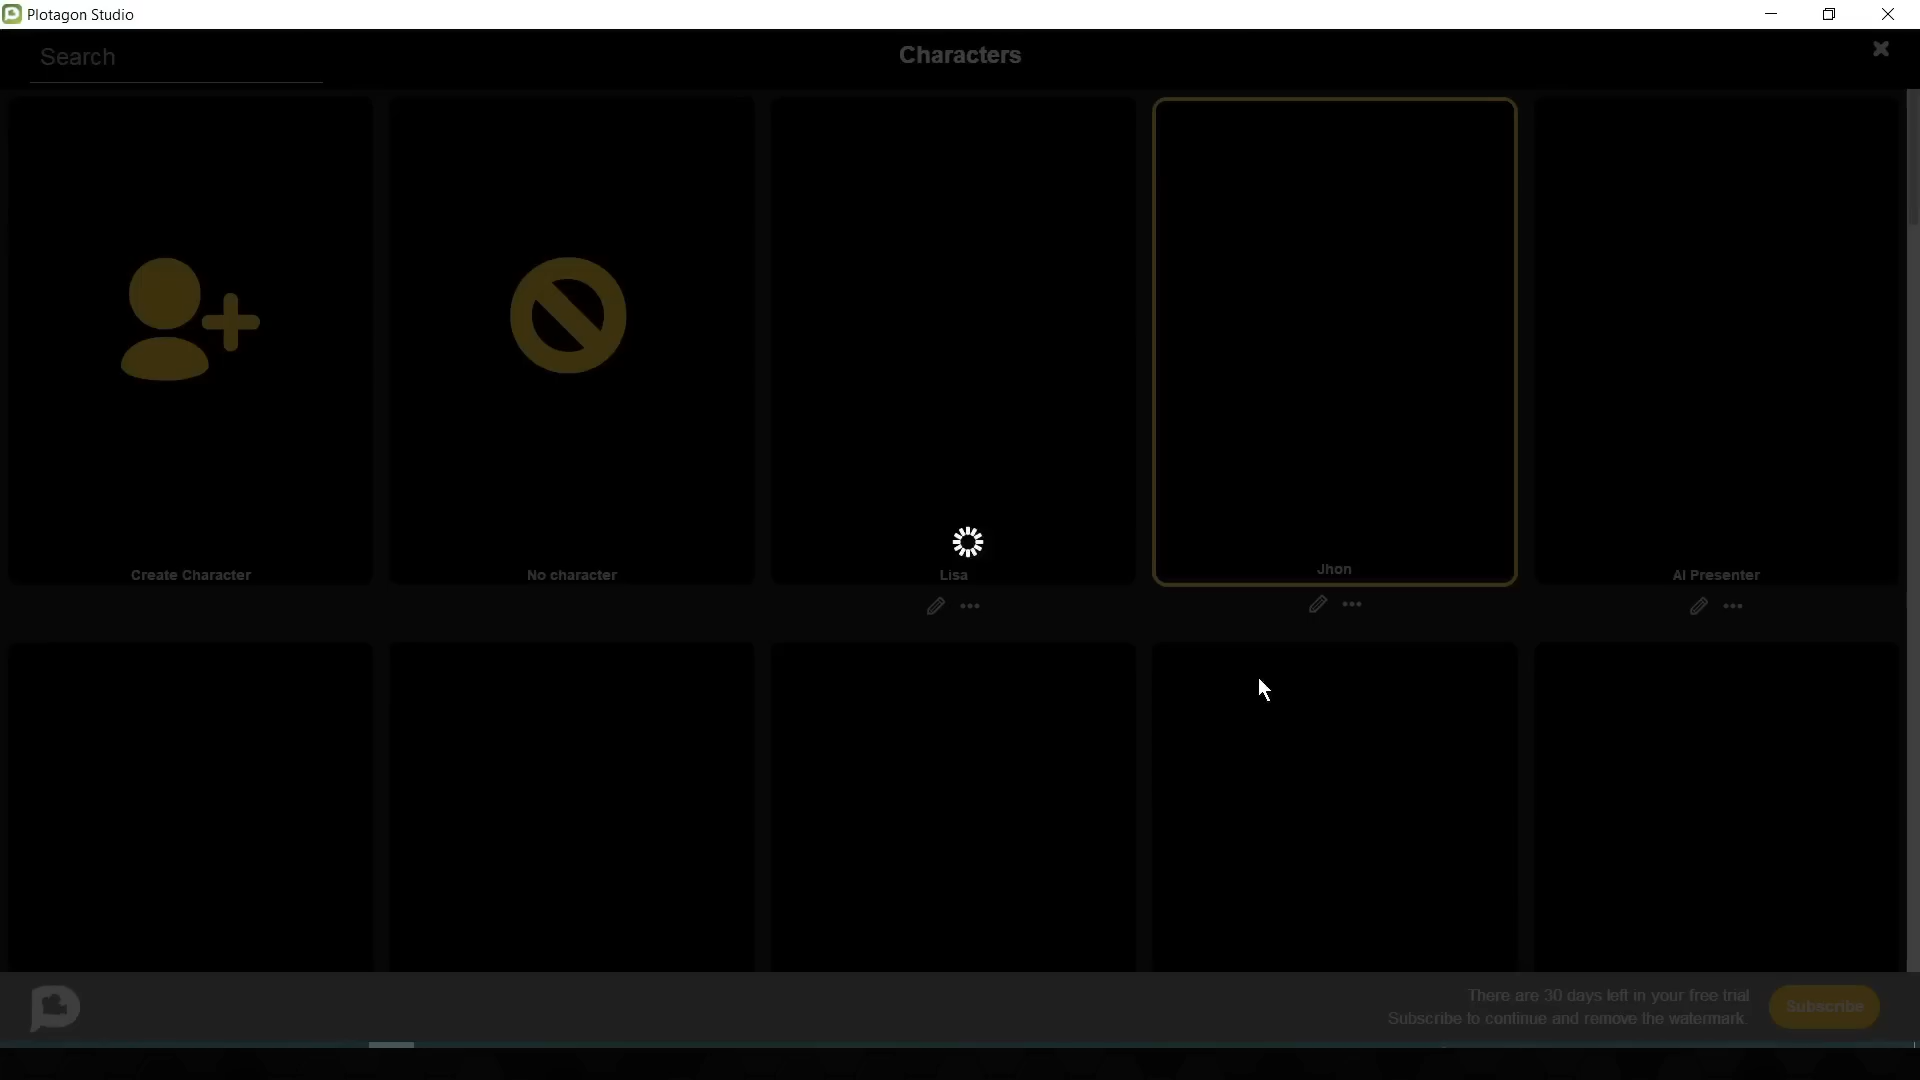 Plotagon Studio
Search
Characters
Create Character
No character
Lisa
Jhon
AI Presenter
There are 30 days left in your free trial
Subscribe to continue and remove the watermark.
Subscribe